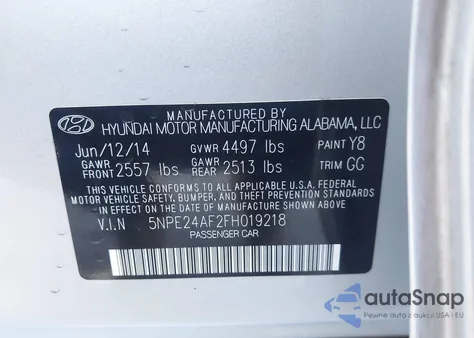 MANUFACTURED BY
HYUNDAI MOTOR MANUFACTURING ALABAMA, LLC
Jun/12/14 GVWR 4497 lbs PAINT Y8
GAWR FRONT 2557 lbs GAWR REAR 2513 lbs TRIM GG
THIS VEHICLE CONFORMS TO ALL APPLICABLE U.S.A. FEDERAL
MOTOR VEHICLE SAFETY, BUMPER, AND THEFT PREVENTION
STANDARDS IN EFFECT ON THE DATE OF MANUFACTURE SHOWN ABOVE
V.I.N 5NPE24AF2FH019218
PASSENGER CAR
autoSnap
Pewne auta z aukcji USA i EU